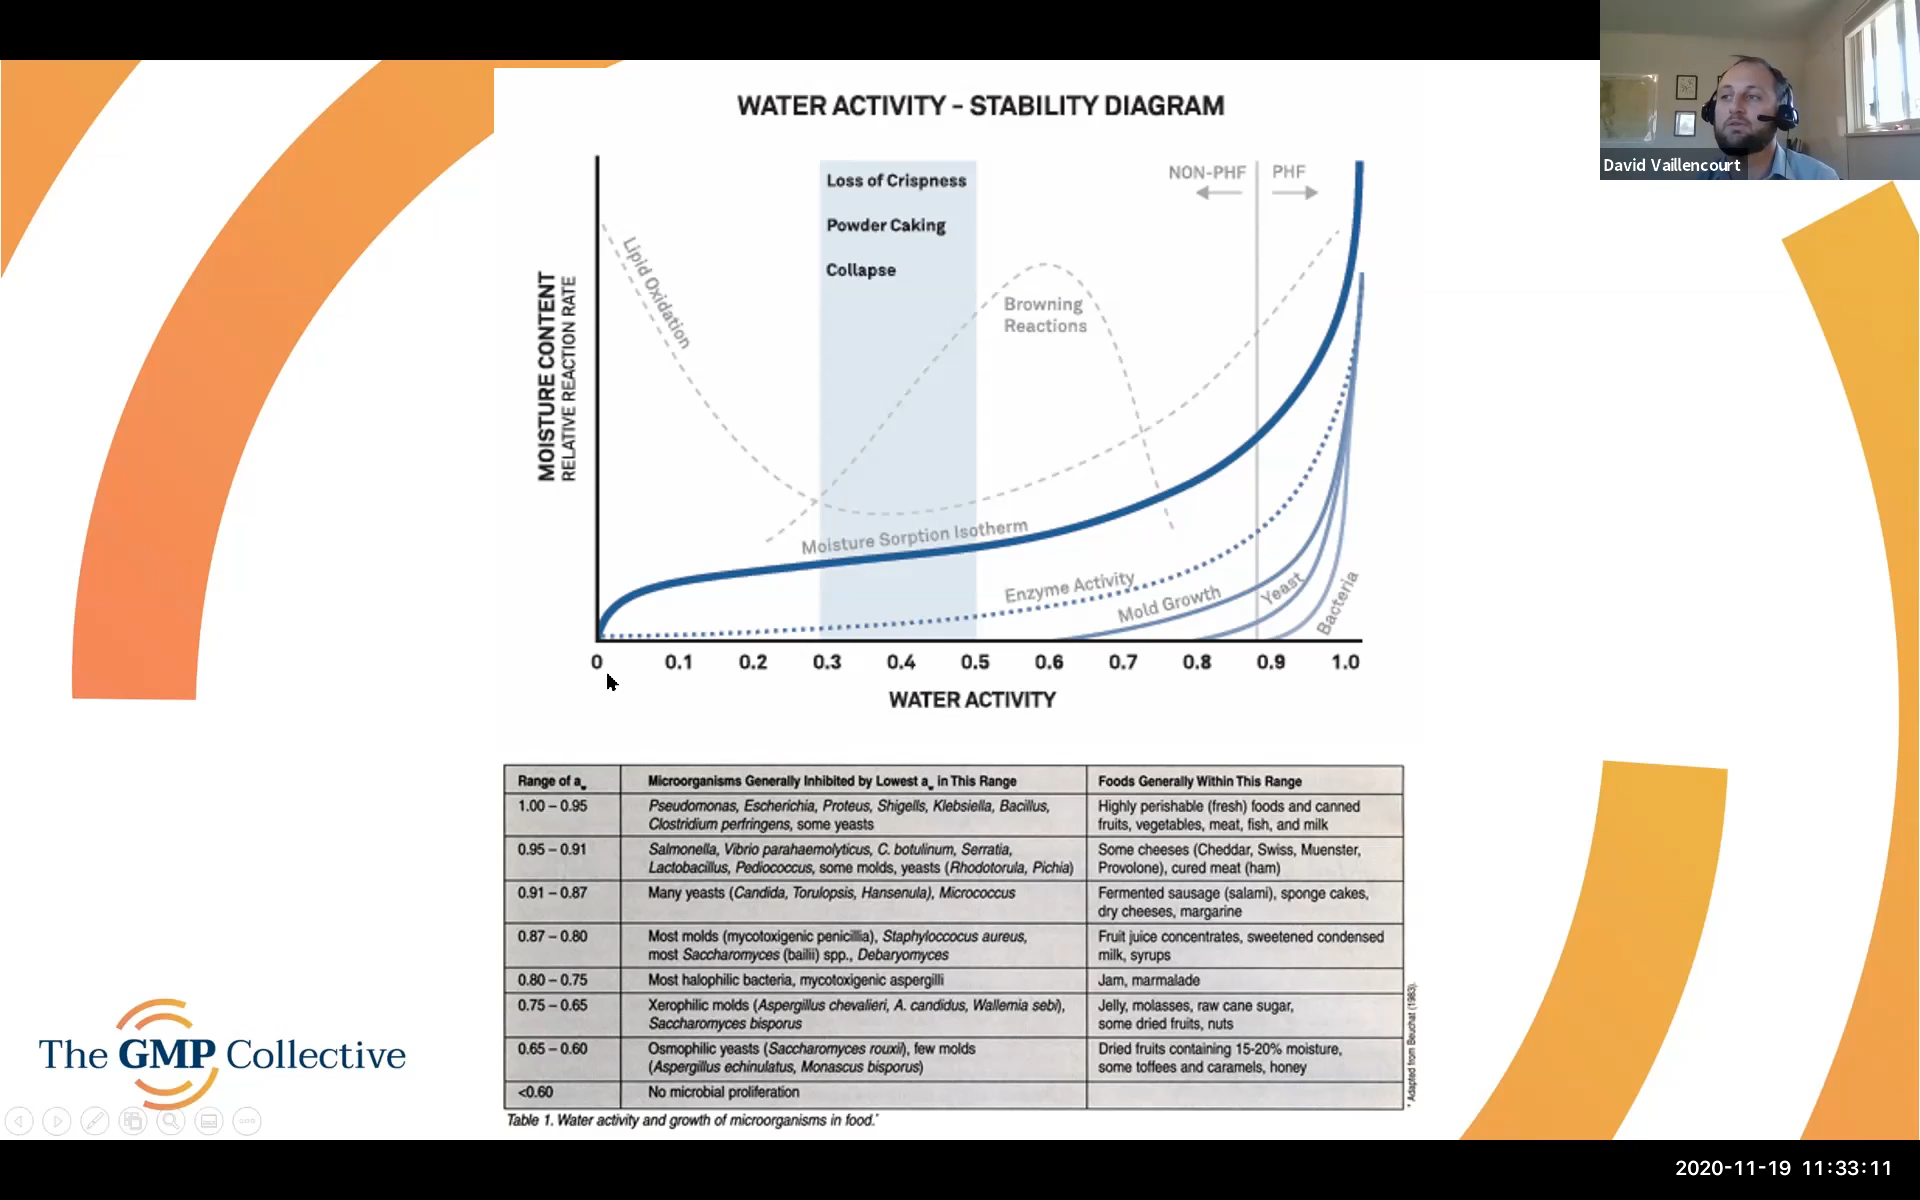 WATER ACTIVITY – STABILITY DIAGRAM
David Vaillencourt
Loss of Crispness
Powder Caking
Collapse
NON-PHF
PHF
Lipid Oxidation
Browning
Reactions
MOISTURE CONTENT
RELATIVE REACTION RATE
Moisture Sorption Isotherm
Enzyme Activity
Mold Growth
Yeast
Bacteria
0 0.1 0.2 0.3 0.4 0.5 0.6 0.7 0.8 0.9 1.0
WATER ACTIVITY
Range of aw Microorganisms Generally Inhibited by Lowest aw in This Range Foods Generally Within This Range
1.00 – 0.95 Pseudomonas, Escherichia, Proteus, Shigells, Klebsiella, Bacillus, Highly perishable (fresh) foods and canned
Clostridium perfringens, some yeasts fruits, vegetables, meat, fish, and milk
0.95 – 0.91 Salmonella, Vibrio parahaemolyticus, C. botulinum, Serratia, Some cheeses (Cheddar, Swiss, Muenster,
Lactobacillus, Pediococcus, some molds, yeasts (Rhodotorula, Pichia) Provolone), cured meat (ham)
0.91 – 0.87 Many yeasts (Candida, Torulopsis, Hansenula), Micrococcus Fermented sausage (salami), sponge cakes,
dry cheeses, margarine
0.87 – 0.80 Most molds (mycotoxigenic penicillia), Staphyloccocus aureus, Fruit juice concentrates, sweetened condensed
most Saccharomyces (bailii) spp., Debaryomyces milk, syrups
0.80 – 0.75 Most halophilic bacteria, mycotoxigenic aspergilli Jam, marmalade
0.75 – 0.65 Xerophilic molds (Aspergillus chevalieri, A. candidus, Wallemia sebi), Jelly, molasses, raw cane sugar,
Saccharomyces bisporus some dried fruits, nuts
0.65 – 0.60 Osmophilic yeasts (Saccharomyces rouxii), few molds Dried fruits containing 15-20% moisture,
(Aspergillus echinulatus, Monascus bisporus) some toffees and caramels, honey
<0.60 No microbial proliferation
* Adapted from Beuchat (1983).
Table 1. Water activity and growth of microorganisms in food.*
The GMP Collective
2020-11-19 11:33:11